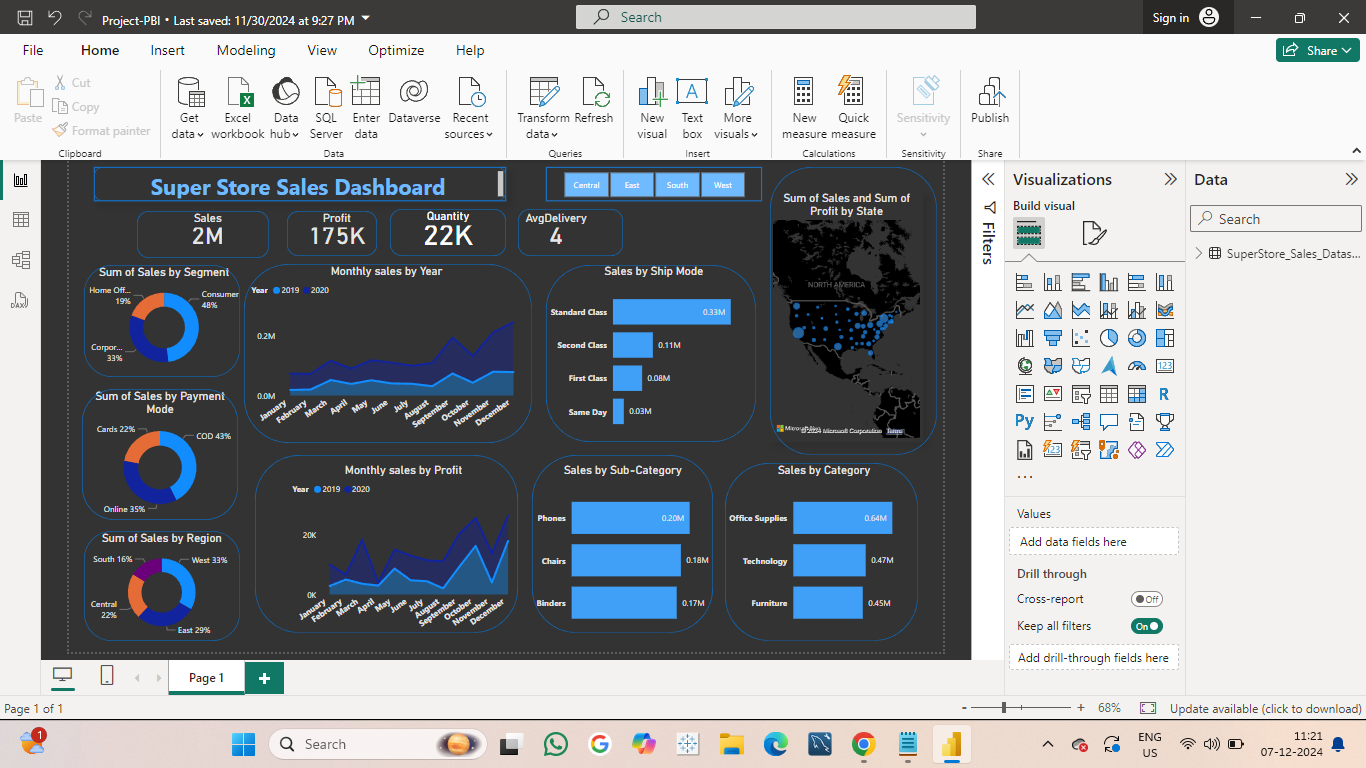 Project-PBI • Last saved: 11/30/2024 at 9:27 PM
Search
Sign in
File Home Insert Modeling View Optimize Help
Share
Paste
Cut
Copy
Format painter
Clipboard
Get data
Excel workbook
Data hub
SQL Server
Enter data
Dataverse
Recent sources
Data
Transform data
Refresh
Queries
New visual
Text box
More visuals
Insert
New measure
Quick measure
Calculations
Sensitivity
Sensitivity
Publish
Share
Super Store Sales Dashboard
Central East South West
Sales
2M
Profit
175K
Quantity
22K
AvgDelivery
4
Sum of Sales by Segment
Home Off...
19%
Consumer
48%
Corpor...
33%
Monthly sales by Year
Year 2019 2020
0.2M
0.0M
January February March April May June July August September October November December
Sales by Ship Mode
Standard Class 0.33M
Second Class 0.11M
First Class 0.08M
Same Day 0.03M
Sum of Sales and Sum of
Profit by State
NORTH AMERICA
© 2024 Microsoft Corporation Terms
Sum of Sales by Payment
Mode
Cards 22%
COD 43%
Online 35%
Monthly sales by Profit
Year 2019 2020
20K
0K
January February March April May June July August September October November December
Sales by Sub-Category
Phones 0.20M
Chairs 0.18M
Binders 0.17M
Sales by Category
Office Supplies 0.64M
Technology 0.47M
Furniture 0.45M
Sum of Sales by Region
South 16%
West 33%
Central
22%
East 29%
Filters
Visualizations
Build visual
123
R
Py
123
...
Values
Add data fields here
Drill through
Cross-report Off
Keep all filters On
Add drill-through fields here
Data
Search
SuperStore_Sales_Datas...
DAX
Page 1
Page 1 of 1
- + 68%
Update available (click to download)
1
Search
ENG
US
11:21
07-12-2024